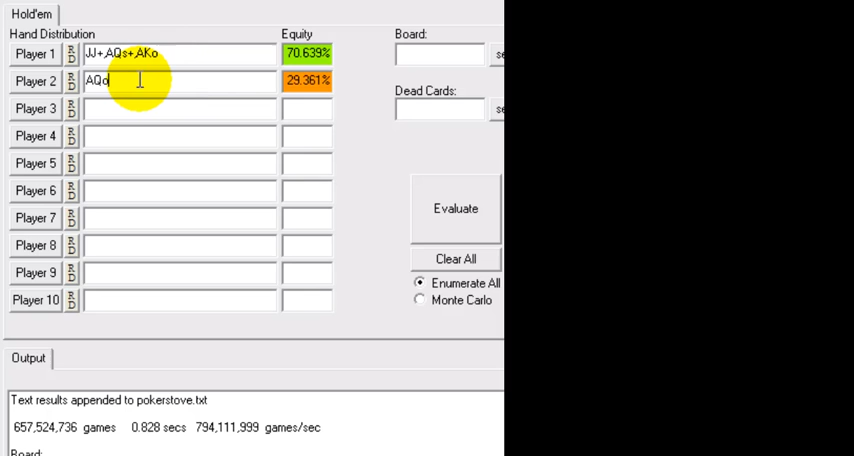 Hold'em
Hand Distribution Equity Board:
Player 1 R D JJ+,AQs+,AKo 70.639% se
Player 2 R D AQo 29.361%
Dead Cards:
Player 3 R D se
Player 4 R D
Player 5 R D
Player 6 R D Evaluate
Player 7 R D
Player 8 R D Clear All
Player 9 R D Enumerate All
Player 10 R D Monte Carlo
Output
Text results appended to pokerstove.txt
657,524,736 games 0.828 secs 794,111,999 games/sec
Board: